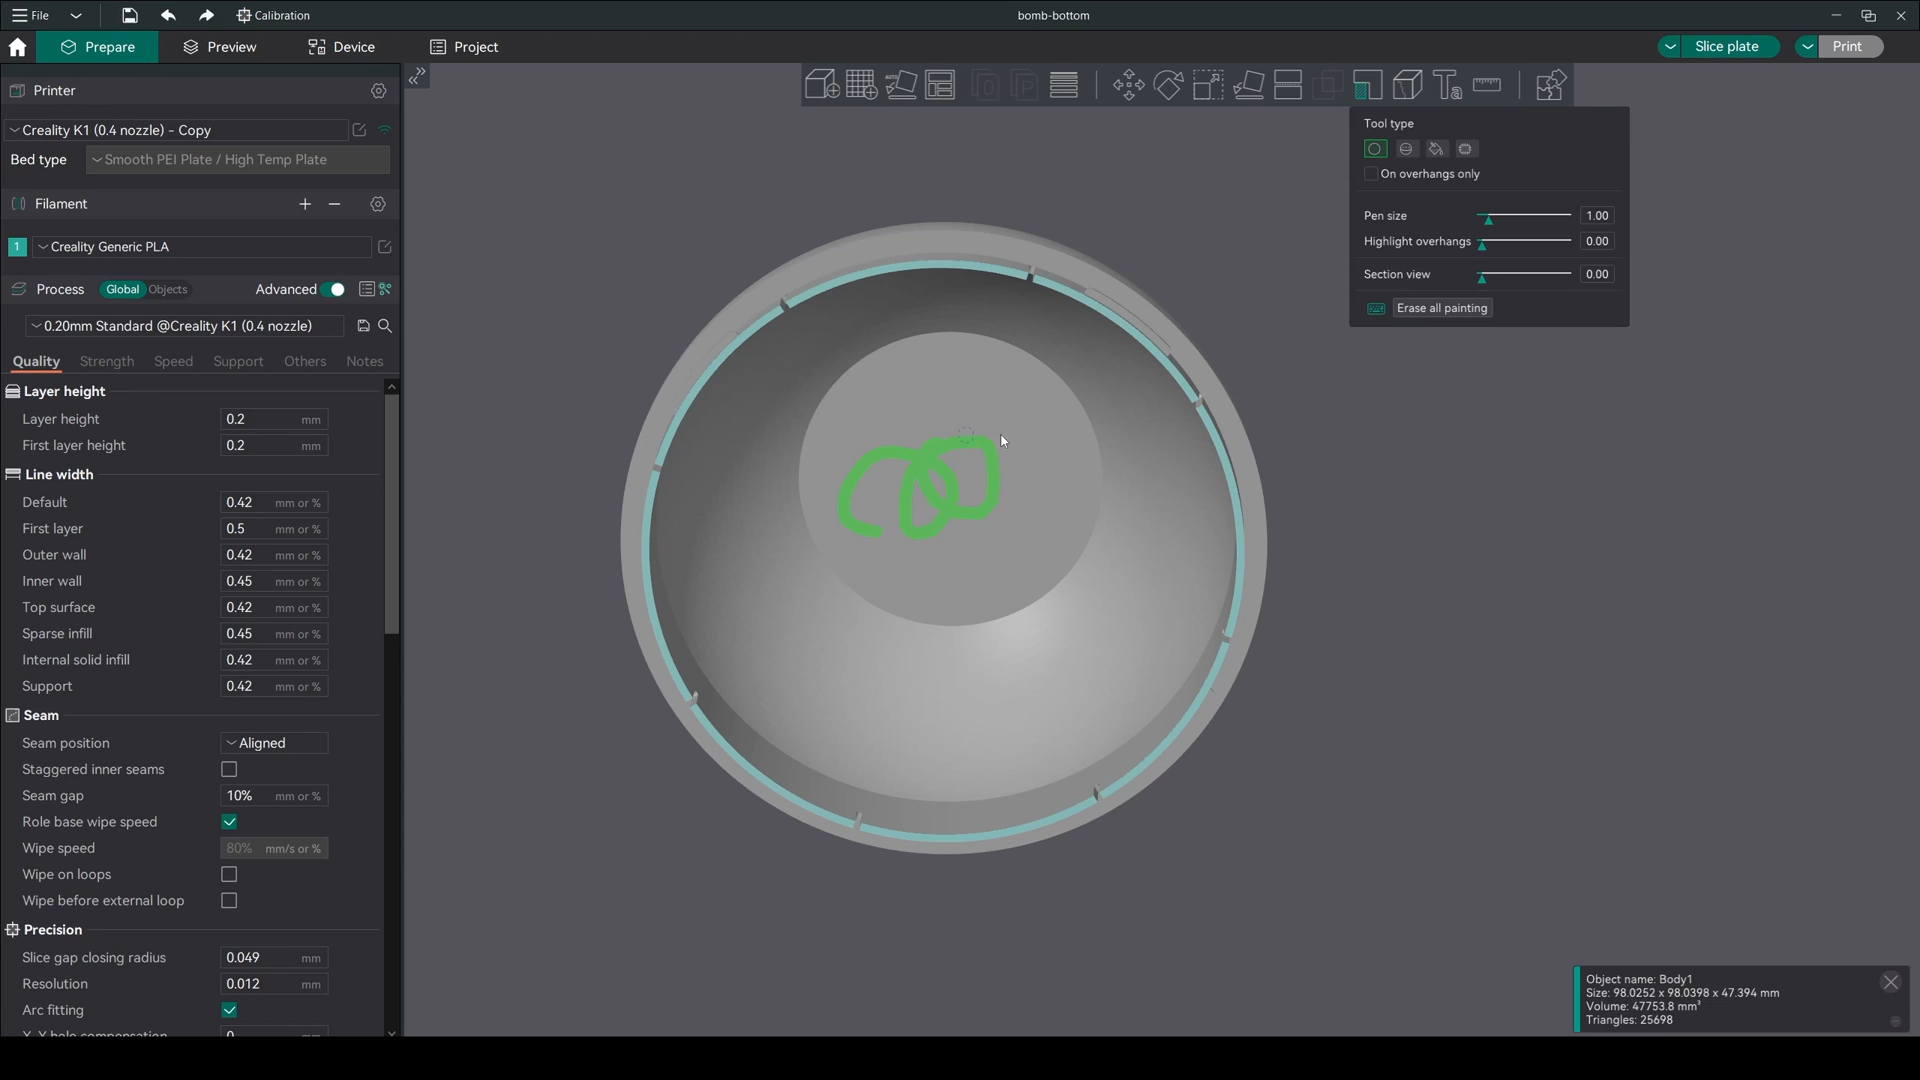 File
Calibration
bomb-bottom
Prepare
Preview
Device
Project
Slice plate
Print
Printer
Creality K1 (0.4 nozzle) - Copy
Bed type
Smooth PEI Plate / High Temp Plate
Filament
1
Creality Generic PLA
Process
Global
Objects
Advanced
0.20mm Standard @Creality K1 (0.4 nozzle)
Quality
Strength
Speed
Support
Others
Notes
Layer height
Layer height 0.2 mm
First layer height 0.2 mm
Line width
Default 0.42 mm or %
First layer 0.5 mm or %
Outer wall 0.42 mm or %
Inner wall 0.45 mm or %
Top surface 0.42 mm or %
Sparse infill 0.45 mm or %
Internal solid infill 0.42 mm or %
Support 0.42 mm or %
Seam
Seam position Aligned
Staggered inner seams
Seam gap 10% mm or %
Role base wipe speed
Wipe speed 80% mm/s or %
Wipe on loops
Wipe before external loop
Precision
Slice gap closing radius 0.049 mm
Resolution 0.012 mm
Arc fitting
X-Y hole compensation 0
Tool type
On overhangs only
Pen size 1.00
Highlight overhangs 0.00
Section view 0.00
Erase all painting
Object name: Body1
Size: 98.0252 x 98.0398 x 47.394 mm
Volume: 47753.8 mm³
Triangles: 25698